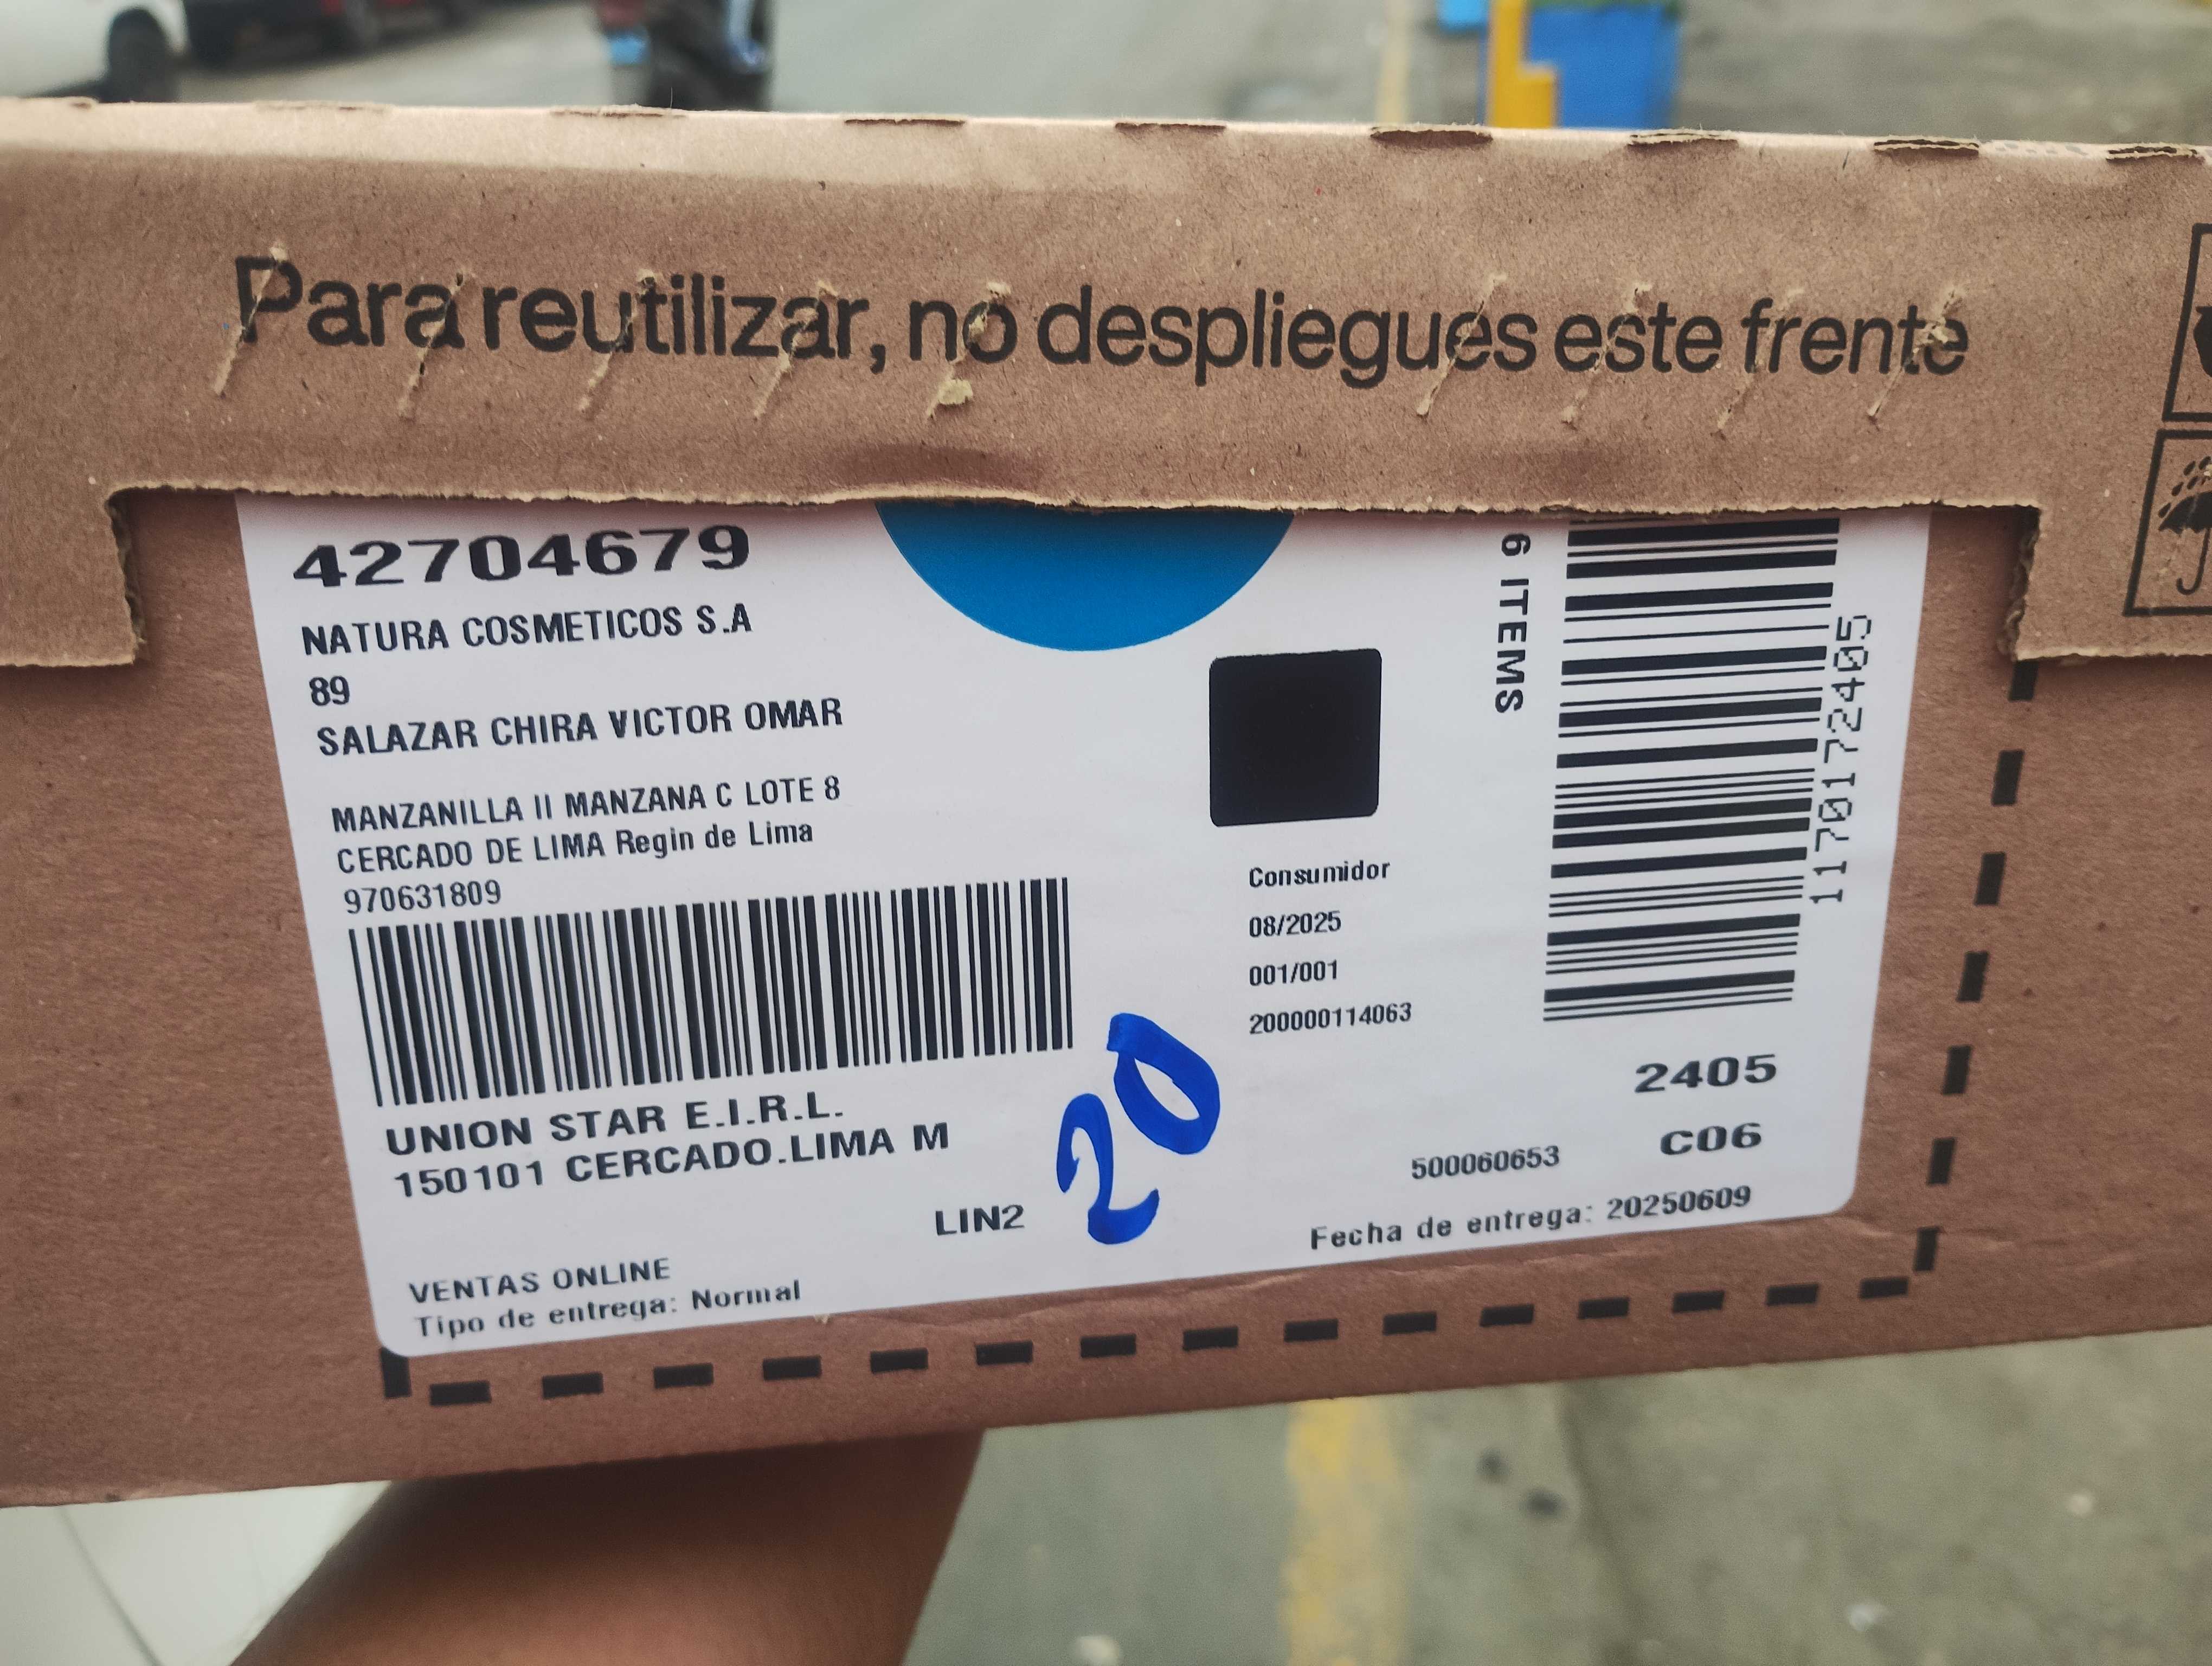 Para reutilizar, no despliegues este frente
42704679
NATURA COSMETICOS S.A
89
SALAZAR CHIRA VICTOR OMAR
MANZANILLA II MANZANA C LOTE 8
CERCADO DE LIMA Regin de Lima
970631809
UNION STAR E.I.R.L.
150101 CERCADO.LIMA M
LIN2
20
VENTAS ONLINE
Tipo de entrega: Normal
Consumidor
08/2025
001/001
200000114063
6 ITEMS
1170172405
2405
C06
500060653
Fecha de entrega: 20250609